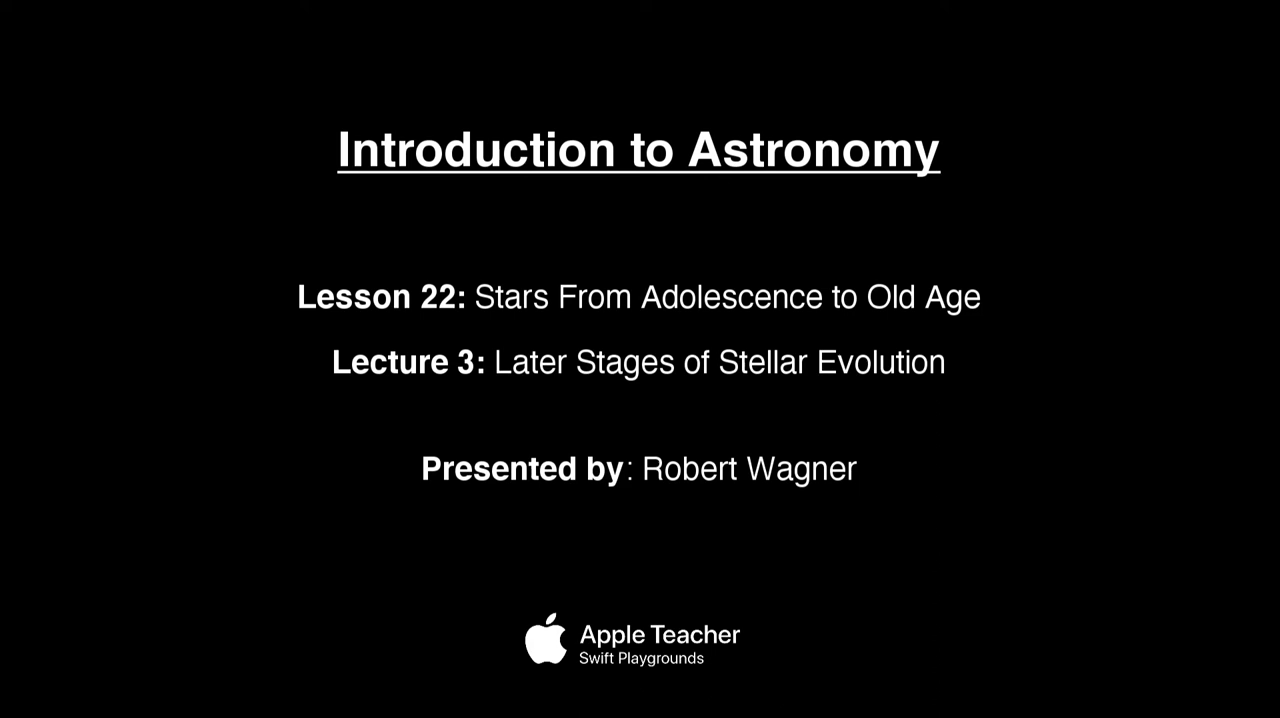 Introduction to Astronomy
Lesson 22: Stars From Adolescence to Old Age
Lecture 3: Later Stages of Stellar Evolution
Presented by: Robert Wagner
Apple Teacher
Swift Playgrounds